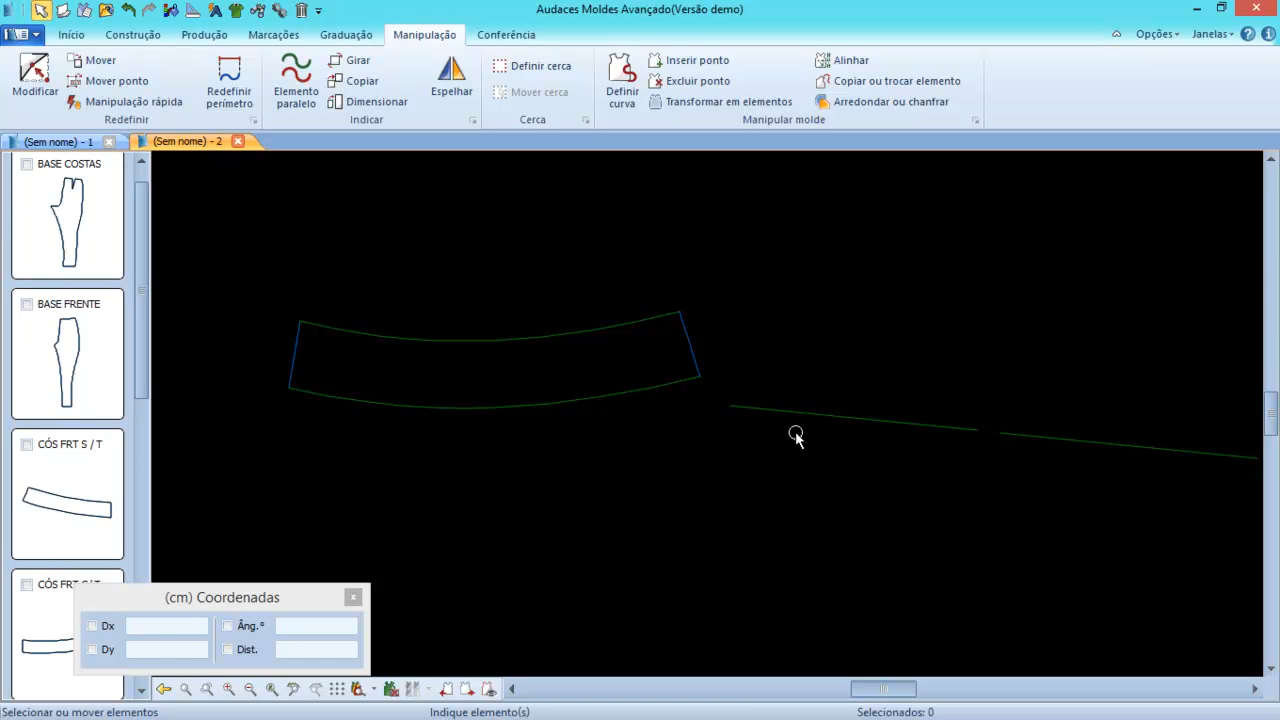 Audaces Moldes Avançado(Versão demo)
Início Construção Produção Marcações Graduação Manipulação Conferência Opções Janelas
Modificar
Mover
Mover ponto
Manipulação rápida
Redefinir perímetro
Redefinir
Elemento paralelo
Girar
Copiar
Dimensionar
Espelhar
Indicar
Definir cerca
Mover cerca
Cerca
Definir curva
Inserir ponto
Excluir ponto
Transformar em elementos
Alinhar
Copiar ou trocar elemento
Arredondar ou chanfrar
Manipular molde
(Sem nome) - 1
(Sem nome) - 2
BASE COSTAS
BASE FRENTE
CÓS FRT S / T
(cm) Coordenadas
Dx
Âng.º
Dy
Dist.
Selecionar ou mover elementos
Indique elemento(s)
Selecionados: 0